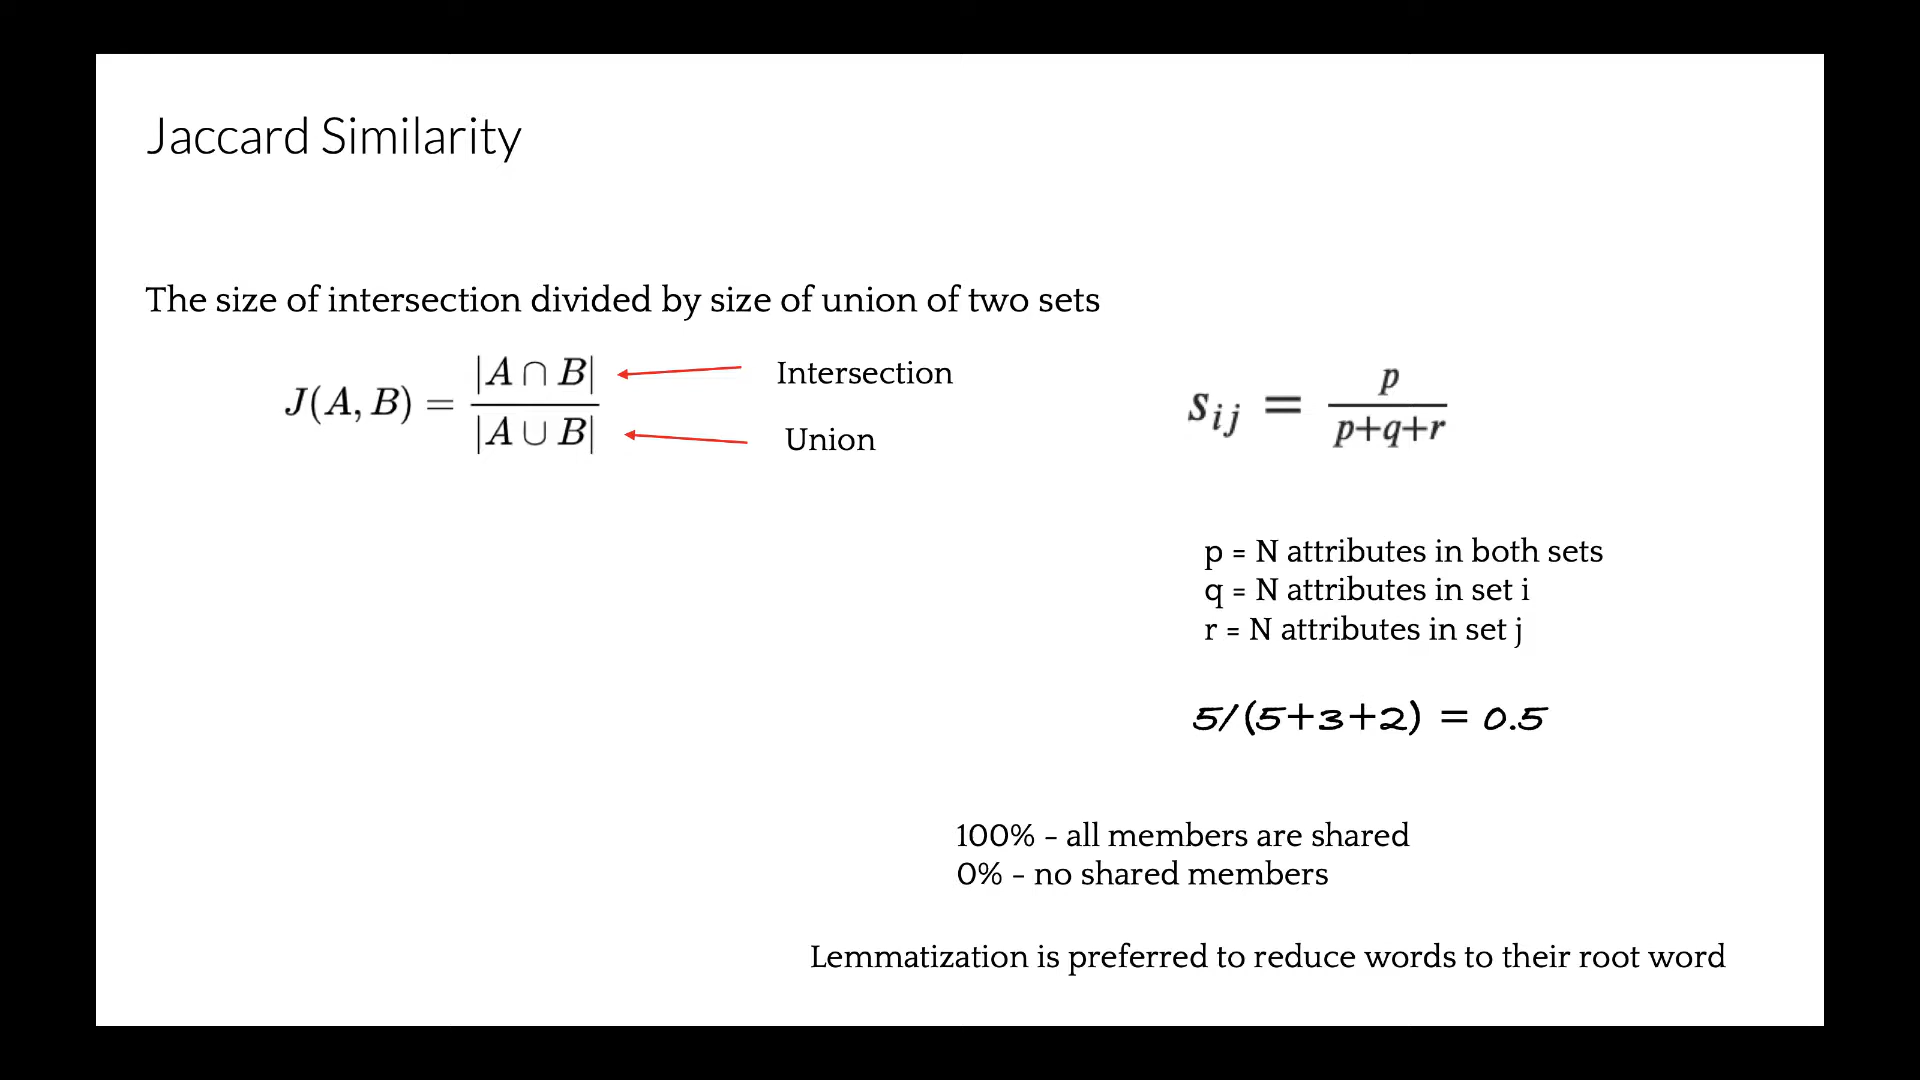 Jaccard Similarity
The size of intersection divided by size of union of two sets
J(A, B) = |A ∩ B| / |A ∪ B|
Intersection
Union
s_ij = p / p+q+r
p = N attributes in both sets
q = N attributes in set i
r = N attributes in set j
5/(5+3+2) = 0.5
100% – all members are shared
0% – no shared members
Lemmatization is preferred to reduce words to their root word